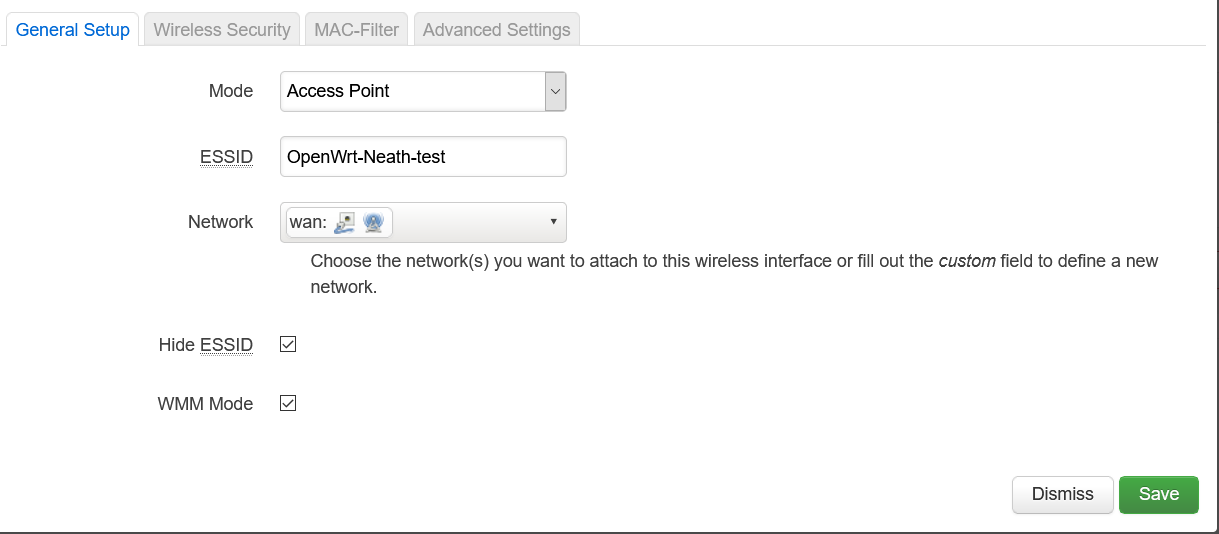 General Setup Wireless Security MAC-Filter Advanced Settings
Mode Access Point
ESSID OpenWrt-Neath-test
Network wan:
Choose the network(s) you want to attach to this wireless interface or fill out the custom field to define a new
network.
Hide ESSID
WMM Mode
Dismiss Save